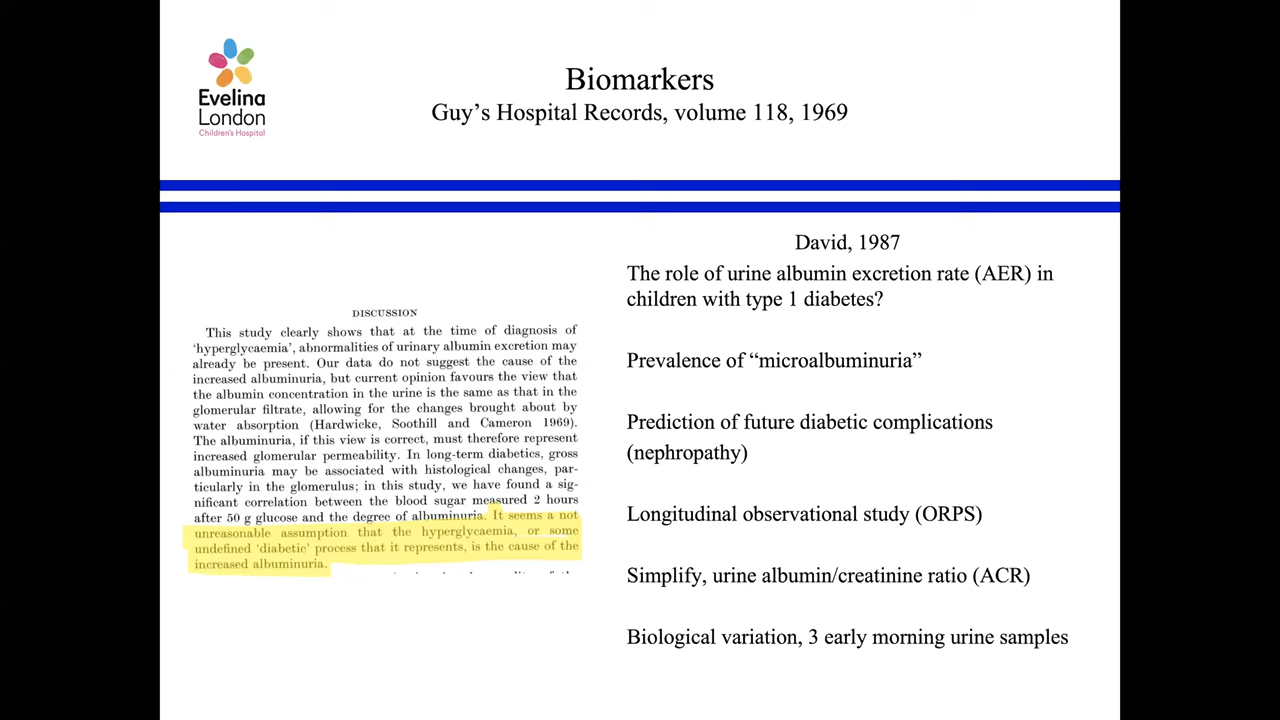 Evelina
London
Children's Hospital
Biomarkers
Guy's Hospital Records, volume 118, 1969
DISCUSSION
This study clearly shows that at the time of diagnosis of
'hyperglycaemia', abnormalities of urinary albumin excretion may
already be present. Our data do not suggest the cause of the
increased albuminuria, but current opinion favours the view that
the albumin concentration in the urine is the same as that in the
glomerular filtrate, allowing for the changes brought about by
water absorption (Hardwicke, Soothill and Cameron 1969).
The albuminuria, if this view is correct, must therefore represent
increased glomerular permeability. In long-term diabetics, gross
albuminuria may be associated with histological changes, par-
ticularly in the glomerulus; in this study, we have found a sig-
nificant correlation between the blood sugar measured 2 hours
after 50 g glucose and the degree of albuminuria. It seems a not
unreasonable assumption that the hyperglycaemia, or some
undefined 'diabetic' process that it represents, is the cause of the
increased albuminuria.
David, 1987
The role of urine albumin excretion rate (AER) in
children with type 1 diabetes?
Prevalence of “microalbuminuria”
Prediction of future diabetic complications
(nephropathy)
Longitudinal observational study (ORPS)
Simplify, urine albumin/creatinine ratio (ACR)
Biological variation, 3 early morning urine samples